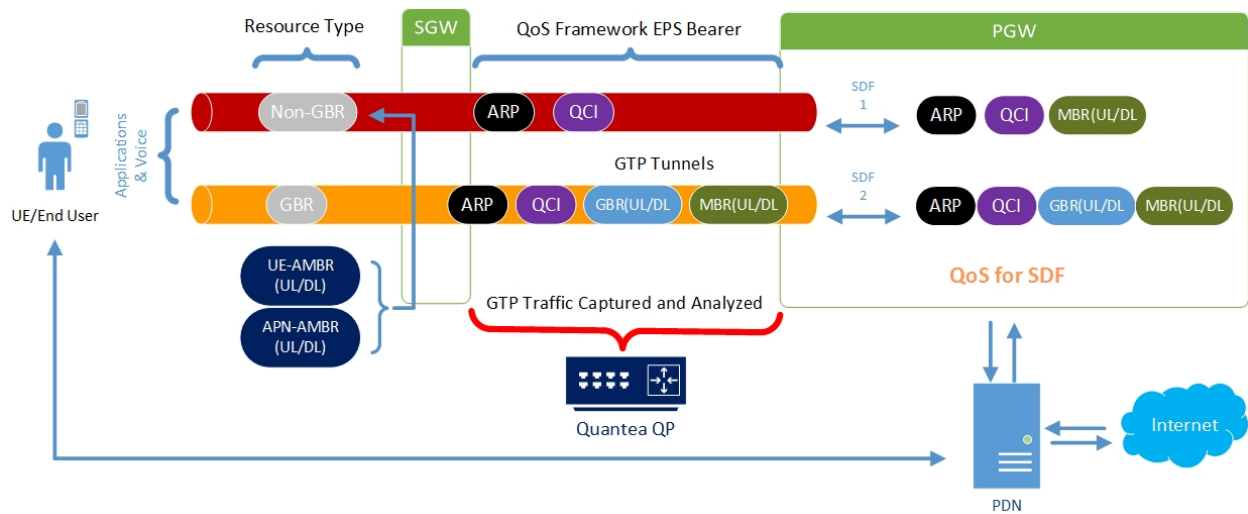 Resource Type
SGW
QoS Framework EPS Bearer
PGW
Non-GBR
ARP
QCI
SDF
1
ARP
QCI
MBR(UL/DL
Applications
& Voice
GTP Tunnels
UE/End User
GBR
ARP
QCI
GBR(UL/DL
MBR(UL/DL
SDF
2
ARP
QCI
GBR(UL/DL
MBR(UL/DL
UE-AMBR
(UL/DL)
APN-AMBR
(UL/DL)
QoS for SDF
GTP Traffic Captured and Analyzed
Quantea QP
Internet
PDN